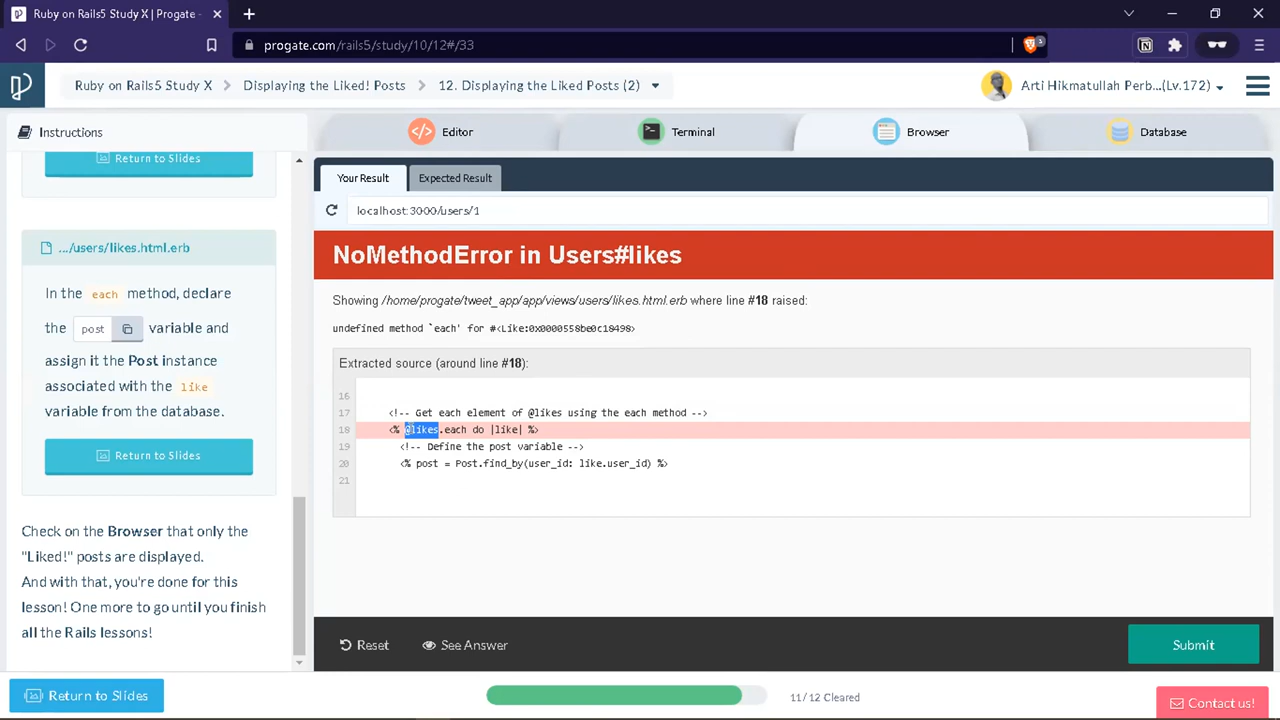 Ruby on Rails5 Study X | Progate -
progate.com/rails5/study/10/12#/33
3
Ruby on Rails5 Study X
Displaying the Liked! Posts
12. Displaying the Liked Posts (2)
Arti Hikmatullah Perb...(Lv.172)
Instructions
Editor
Terminal
Browser
Database
Return to Slides
.../users/likes.html.erb
In the each method, declare
the post variable and
assign it the Post instance
associated with the like
variable from the database.
Return to Slides
Check on the Browser that only the
"Liked!" posts are displayed.
And with that, you're done for this
lesson! One more to go until you finish
all the Rails lessons!
Your Result
Expected Result
localhost:3000/users/1
NoMethodError in Users#likes
Showing /home/progate/tweet_app/app/views/users/likes.html.erb where line #18 raised:
undefined method `each' for #<Like:0x0000558be0c18498>
Extracted source (around line #18):
16
17 <!-- Get each element of @likes using the each method -->
18 <% @likes.each do |like| %>
19 <!-- Define the post variable -->
20 <% post = Post.find_by(user_id: like.user_id) %>
21
Reset
See Answer
Submit
Return to Slides
11/12 Cleared
Contact us!